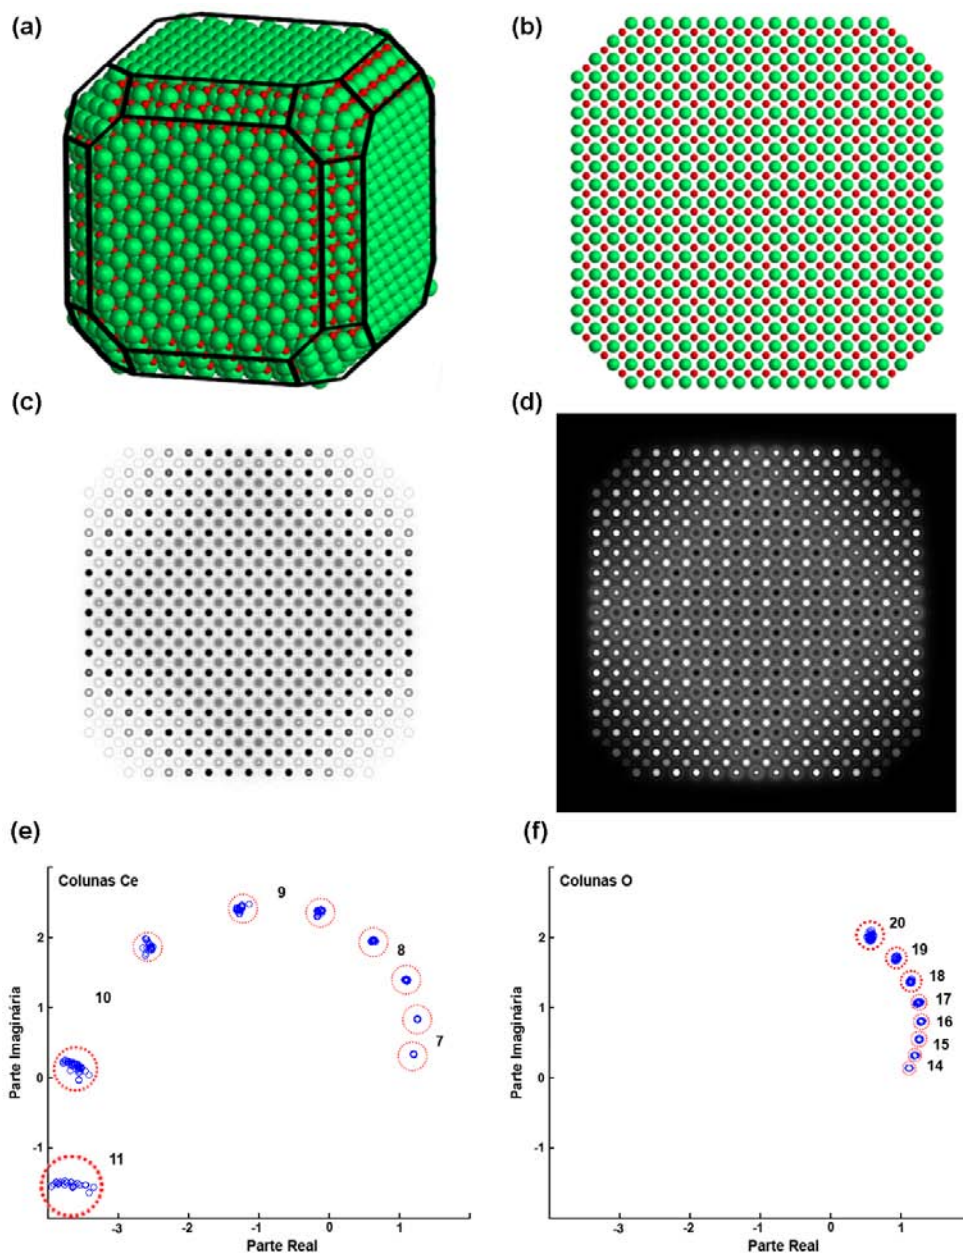 (a)
(b)
(c)
(d)
(e)
(f)
Colunas Ce
9
8
10
7
11
2
1
0
-1
-3
-2
-1
0
1
Parte Imaginária
Parte Real
Colunas O
20
19
18
17
16
15
14
2
1
0
-1
-3
-2
-1
0
1
Parte Imaginária
Parte Real